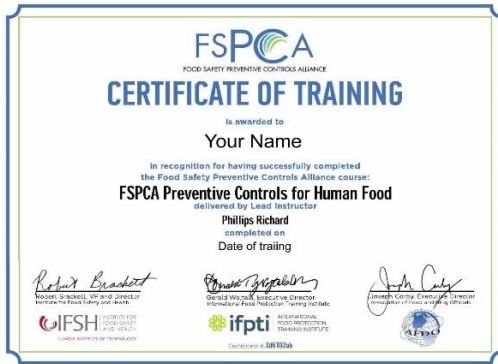 FSPCA
FOOD SAFETY PREVENTIVE CONTROLS ALLIANCE
CERTIFICATE OF TRAINING
is awarded to
Your Name
in recognition for having successfully completed
the Food Safety Preventive Controls Alliance course:
FSPCA Preventive Controls for Human Food
delivered by Lead Instructor
Phillips Richard
completed on
Date of traiing
Robert Brackett
Robert Brackett, VP and Director
Institute for Food Safety and Health
Gerald Wojtala, Executive Director
International Food Protection Training Institute
Joseph Corby, Executive Director
Association of Food and Drug Officials
IFSH INSTITUTE FOR
FOOD SAFETY
AND HEALTH
ILLINOIS INSTITUTE OF TECHNOLOGY
ifpti INTERNATIONAL
FOOD PROTECTION
TRAINING INSTITUTE
AFDO
Certificate #